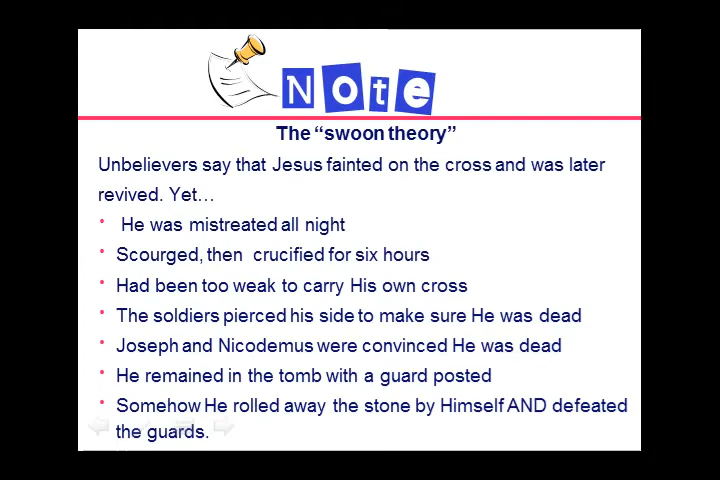 Note
The “swoon theory”
Unbelievers say that Jesus fainted on the cross and was later
revived. Yet…
• He was mistreated all night
• Scourged, then crucified for six hours
• Had been too weak to carry His own cross
• The soldiers pierced his side to make sure He was dead
• Joseph and Nicodemus were convinced He was dead
• He remained in the tomb with a guard posted
• Somehow He rolled away the stone by Himself AND defeated
the guards.